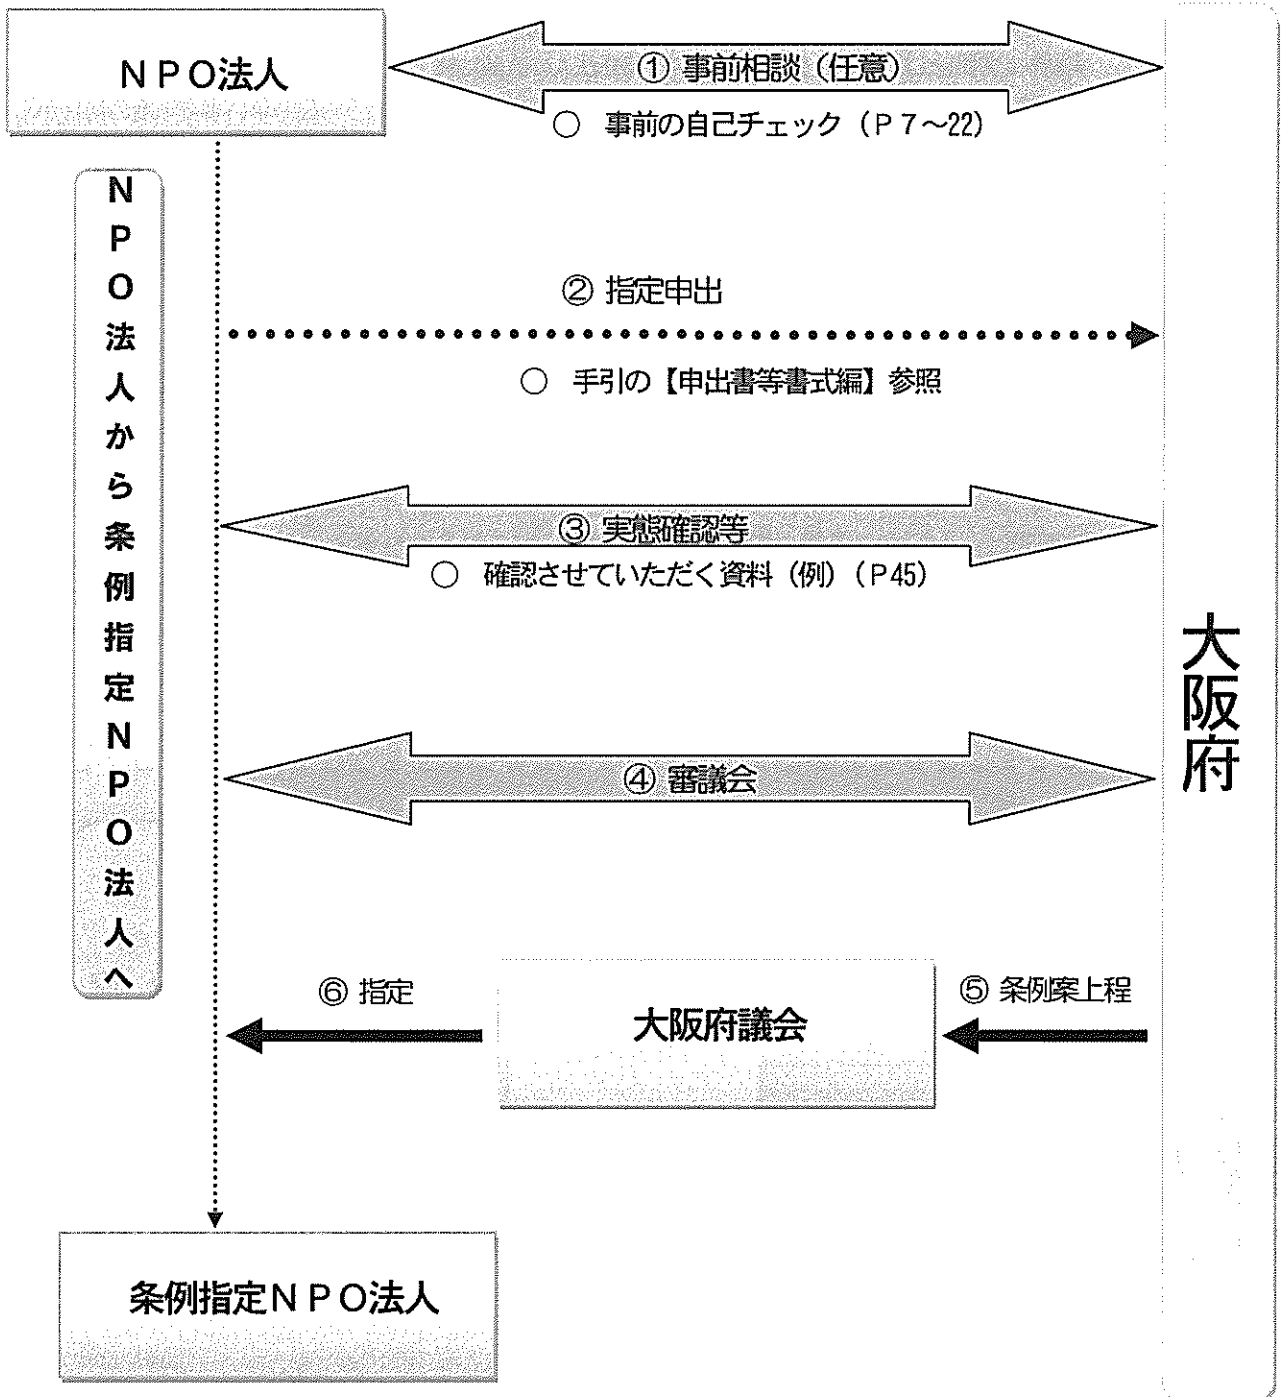 NPO法人
① 事前相談（任意）
○ 事前の自己チェック（P7～22）
NPO法人から条例指定NPO法人へ
② 指定申出
○ 手引の【申出書等書式編】参照
③ 実態確認等
○ 確認させていただく資料（例）（P45）
大阪府
④ 審議会
⑥ 指定
大阪府議会
⑤ 条例案上程
条例指定NPO法人